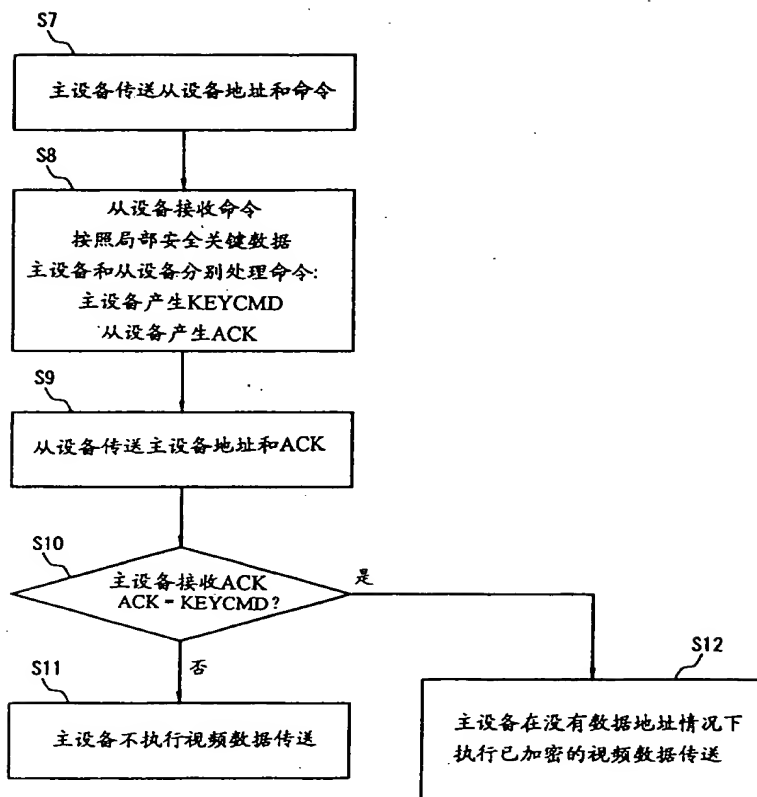 S7
主设备传送从设备地址和命令
S8
从设备接收命令
按照局部安全关键数据
主设备和从设备分别处理命令:
主设备产生KEYCMD
从设备产生ACK
S9
从设备传送主设备地址和ACK
S10
主设备接收ACK
ACK = KEYCMD?
是
否
S11
主设备不执行视频数据传送
S12
主设备在没有数据地址情况下
执行已加密的视频数据传送